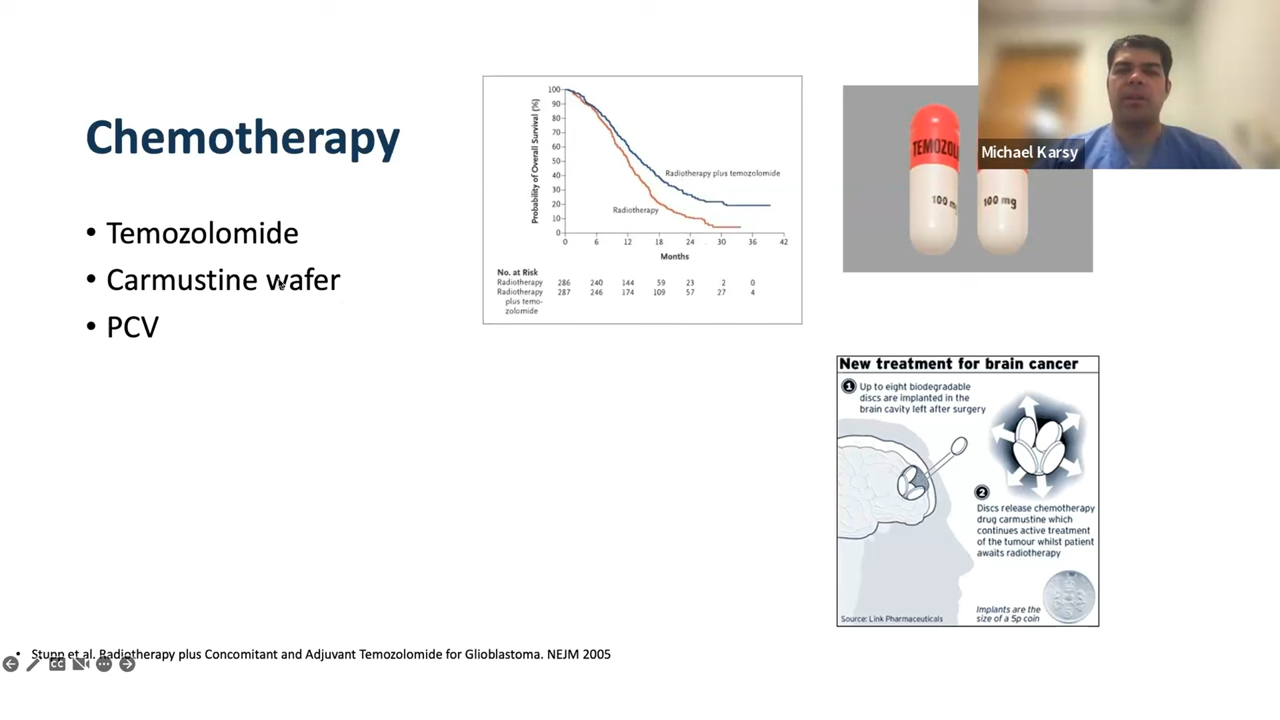 Chemotherapy
• Temozolomide
• Carmustine wafer
• PCV
Probability of Overall Survival (%)
100
90
80
70
60
50
40
30
20
10
0
Radiotherapy plus temozolomide
Radiotherapy
0 6 12 18 24 30 36 42
Months
No. at Risk
Radiotherapy 286 240 144 59 23 2 0
Radiotherapy 287 246 174 109 57 27 4
plus temo-
zolomide
100 mg
Michael Karsy
New treatment for brain cancer
1 Up to eight biodegradable
discs are implanted in the
brain cavity left after surgery
2
Discs release chemotherapy
drug carmustine which
continues active treatment
of the tumour whilst patient
awaits radiotherapy
Implants are the
size of a 5p coin
Source: Link Pharmaceuticals
• Stupp et al. Radiotherapy plus Concomitant and Adjuvant Temozolomide for Glioblastoma. NEJM 2005
CC